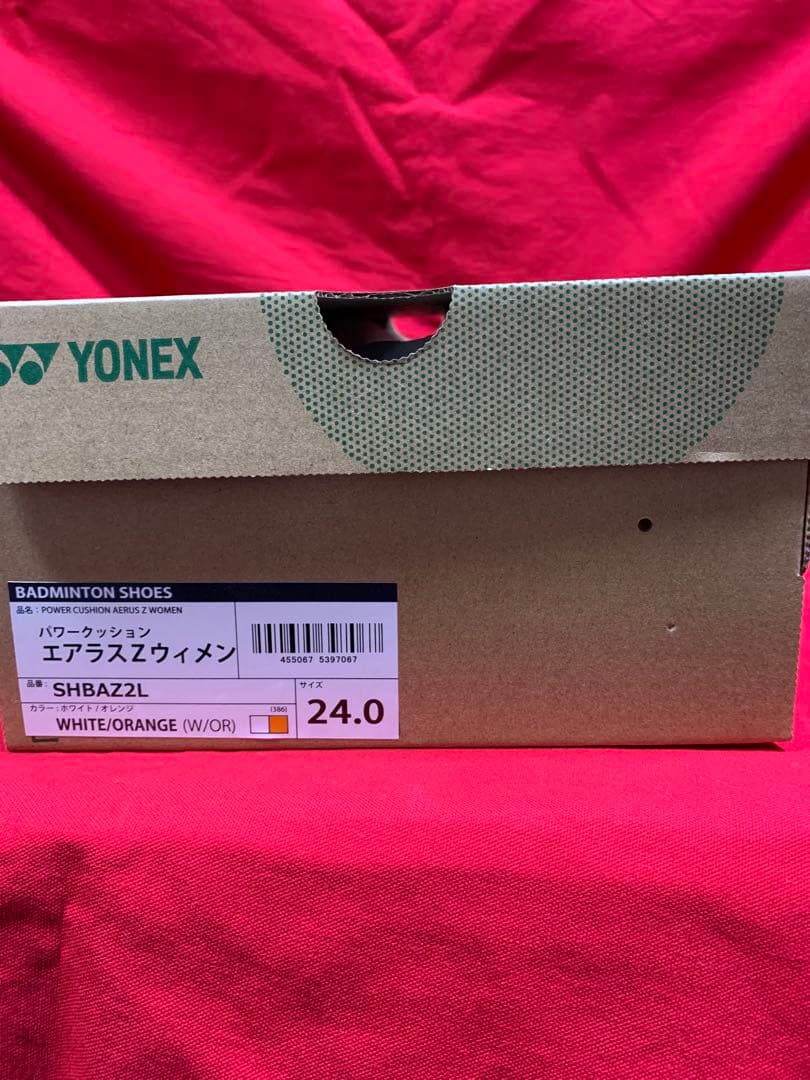 YONEX
BADMINTON SHOES
品名：POWER CUSHION AERUS Z WOMEN
パワークッション
エアラスZウィメン
455067 5397067
品番：
SHBAZ2L
サイズ
24.0
カラー：ホワイト / オレンジ
(386)
WHITE/ORANGE (W/OR)